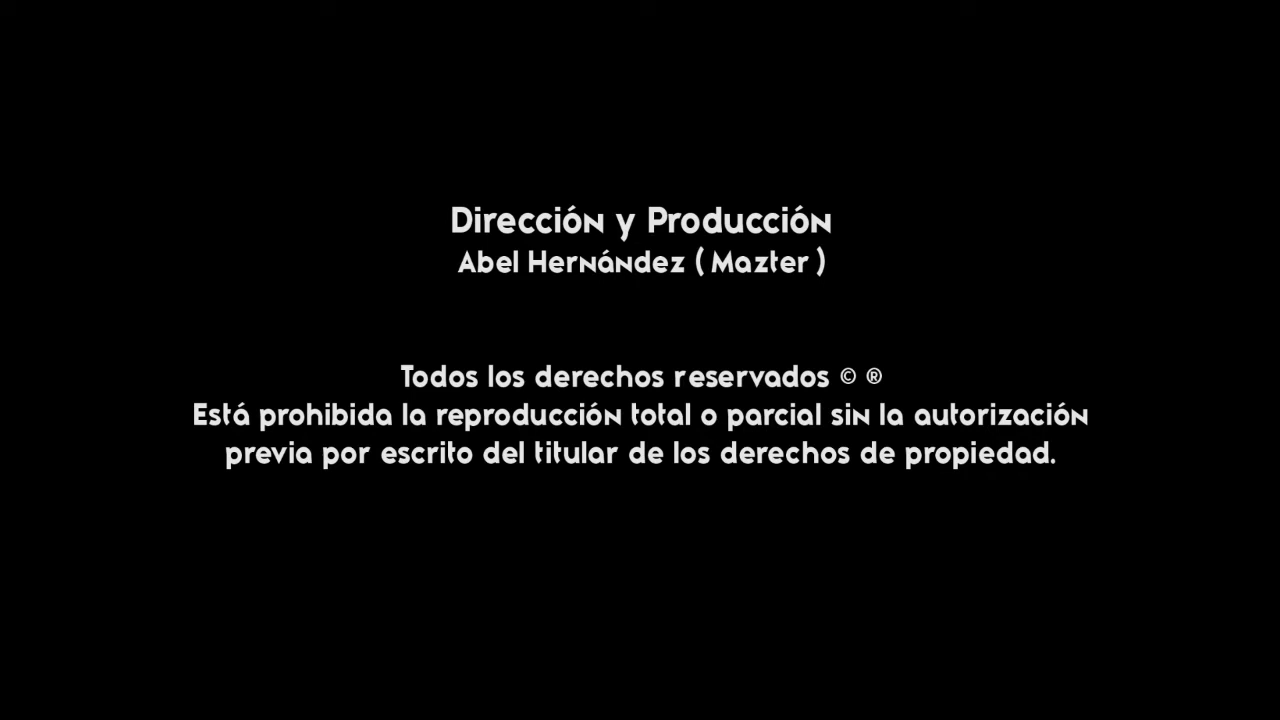 Dirección y Producción
Abel Hernández ( Mazter )
Todos los derechos reservados © ®
Está prohibida la reproducción total o parcial sin la autorización
previa por escrito del titular de los derechos de propiedad.